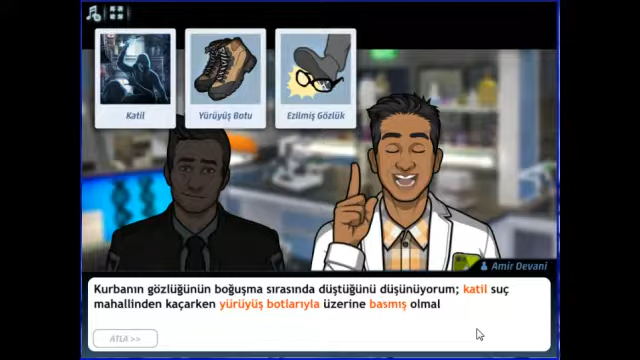 Katil
Yürüyüş Botu
Ezilmiş Gözlük
Amir Devani
Kurbanın gözlüğünün boğuşma sırasında düştüğünü düşünüyorum; katil suç
mahallinden kaçarken yürüyüş botlarıyla üzerine basmış olmal
ATLA >>